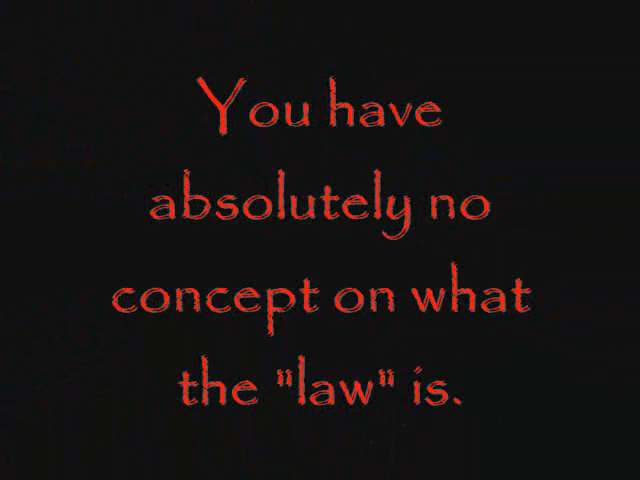 You have
absolutely no
concept on what
the "law" is.